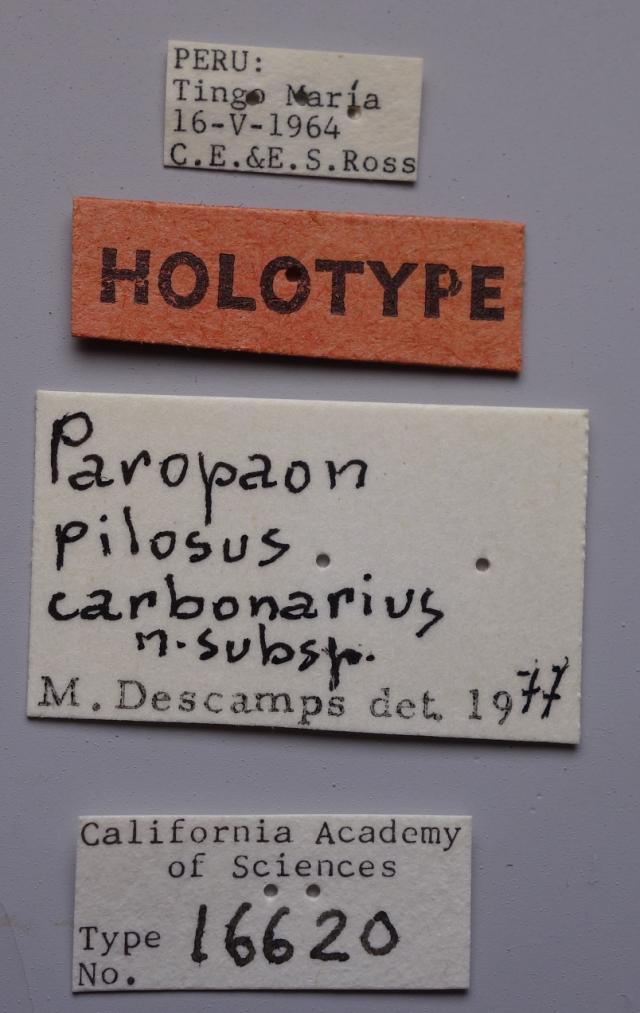 PERU:
Tingo María
16-V-1964
C.E.&E.S.Ross
HOLOTYPE
Paropaon
pilosus
carbonarius
n. subsp.
M. Descamps det. 1977
California Academy
of Sciences
Type 16620
No.